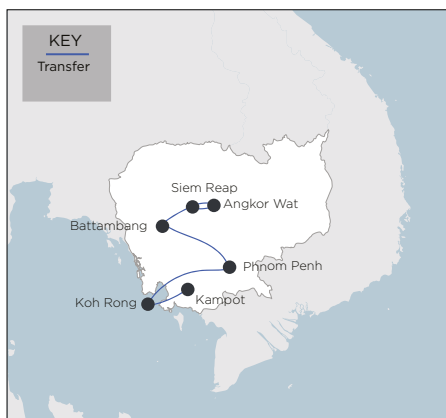 KEY
Transfer
Siem Reap
Angkor Wat
Battambang
Phnom Penh
Koh Rong
Kampot